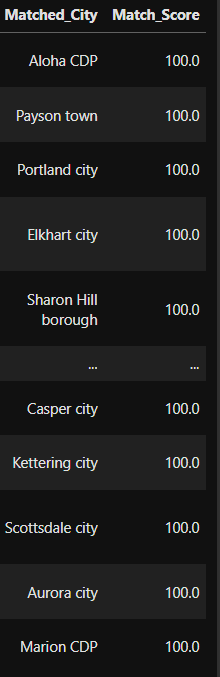 Matched_City Match_Score
Aloha CDP 100.0
Payson town 100.0
Portland city 100.0
Elkhart city 100.0
Sharon Hill
borough 100.0
... ...
Casper city 100.0
Kettering city 100.0
Scottsdale city 100.0
Aurora city 100.0
Marion CDP 100.0